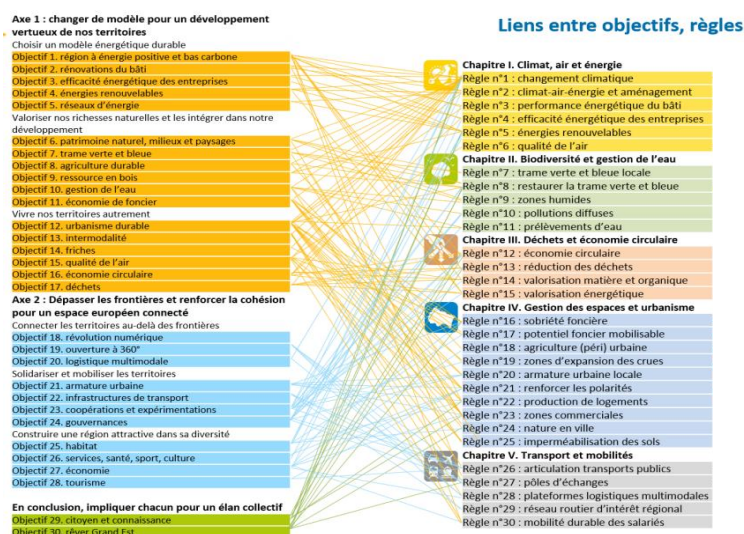 Liens entre objectifs, règles
Axe 1 : changer de modèle pour un développement
vertueux de nos territoires
Choisir un modèle énergétique durable
Objectif 1. région à énergie positive et bas carbone
Objectif 2. rénovations du bâti
Objectif 3. efficacité énergétique des entreprises
Objectif 4. énergies renouvelables
Objectif 5. réseaux d'énergie
Valoriser nos richesses naturelles et les intégrer dans notre
développement
Objectif 6. patrimoine naturel, milieux et paysages
Objectif 7. trame verte et bleue
Objectif 8. agriculture durable
Objectif 9. ressource en bois
Objectif 10. gestion de l'eau
Objectif 11. économie de foncier
Vivre nos territoires autrement
Objectif 12. urbanisme durable
Objectif 13. intermodalité
Objectif 14. friches
Objectif 15. qualité de l'air
Objectif 16. économie circulaire
Objectif 17. déchets
Axe 2 : Dépasser les frontières et renforcer la cohésion
pour un espace européen connecté
Connecter les territoires au-delà des frontières
Objectif 18. révolution numérique
Objectif 19. ouverture à 360°
Objectif 20. logistique multimodale
Solidariser et mobiliser les territoires
Objectif 21. armature urbaine
Objectif 22. infrastructures de transport
Objectif 23. coopérations et expérimentations
Objectif 24. gouvernances
Construire une région attractive dans sa diversité
Objectif 25. habitat
Objectif 26. services, santé, sport, culture
Objectif 27. économie
Objectif 28. tourisme
En conclusion, impliquer chacun pour un élan collectif
Objectif 29. citoyen et connaissance
Objectif 30. rêver Grand Est
Chapitre I. Climat, air et énergie
Règle n°1 : changement climatique
Règle n°2 : climat-air-énergie et aménagement
Règle n°3 : performance énergétique du bâti
Règle n°4 : efficacité énergétique des entreprises
Règle n°5 : énergies renouvelables
Règle n°6 : qualité de l'air
Chapitre II. Biodiversité et gestion de l'eau
Règle n°7 : trame verte et bleue locale
Règle n°8 : restaurer la trame verte et bleue
Règle n°9 : zones humides
Règle n°10 : pollutions diffuses
Règle n°11 : prélèvements d'eau
Chapitre III. Déchets et économie circulaire
Règle n°12 : économie circulaire
Règle n°13 : réduction des déchets
Règle n°14 : valorisation matière et organique
Règle n°15 : valorisation énergétique
Chapitre IV. Gestion des espaces et urbanisme
Règle n°16 : sobriété foncière
Règle n°17 : potentiel foncier mobilisable
Règle n°18 : agriculture (péri) urbaine
Règle n°19 : zones d'expansion des crues
Règle n°20 : armature urbaine locale
Règle n°21 : renforcer les polarités
Règle n°22 : production de logements
Règle n°23 : zones commerciales
Règle n°24 : nature en ville
Règle n°25 : imperméabilisation des sols
Chapitre V. Transport et mobilités
Règle n°26 : articulation transports publics
Règle n°27 : pôles d'échanges
Règle n°28 : plateformes logistiques multimodales
Règle n°29 : réseau routier d'intérêt régional
Règle n°30 : mobilité durable des salariés